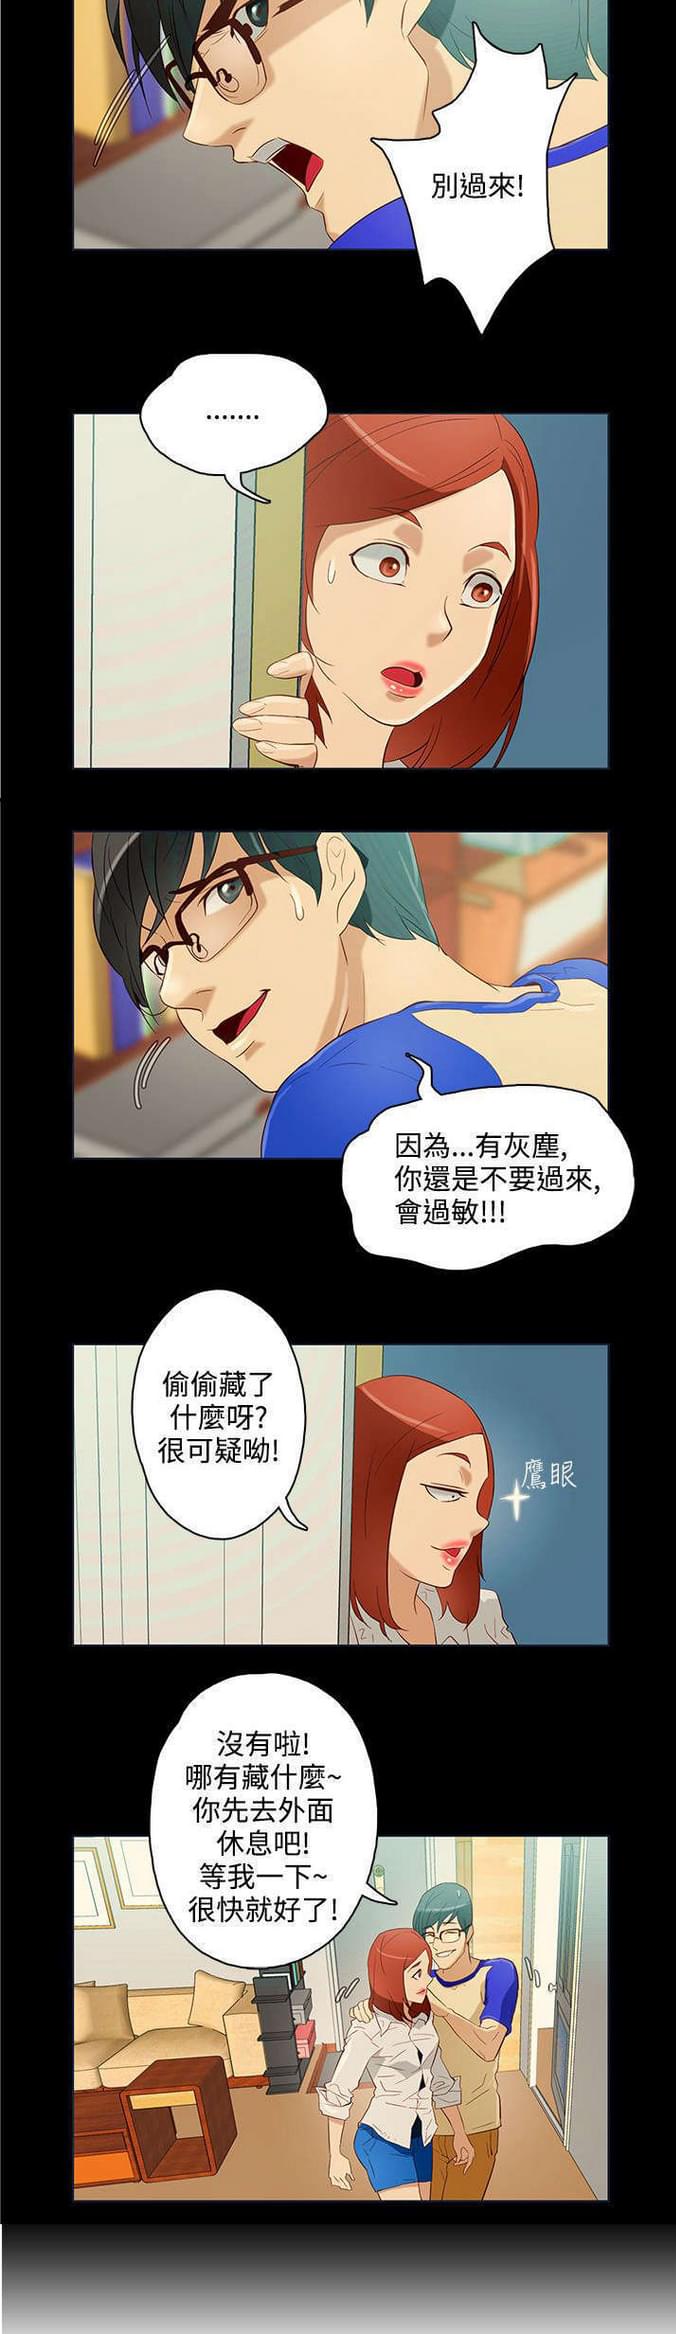 別過來!
.......
因為...有灰塵,
你還是不要過來,
會過敏!!!
偷偷藏了
什麼呀?
很可疑呦!
鷹眼
沒有啦!
哪有藏什麼~
你先去外面
休息吧!
等我一下~
很快就好了!